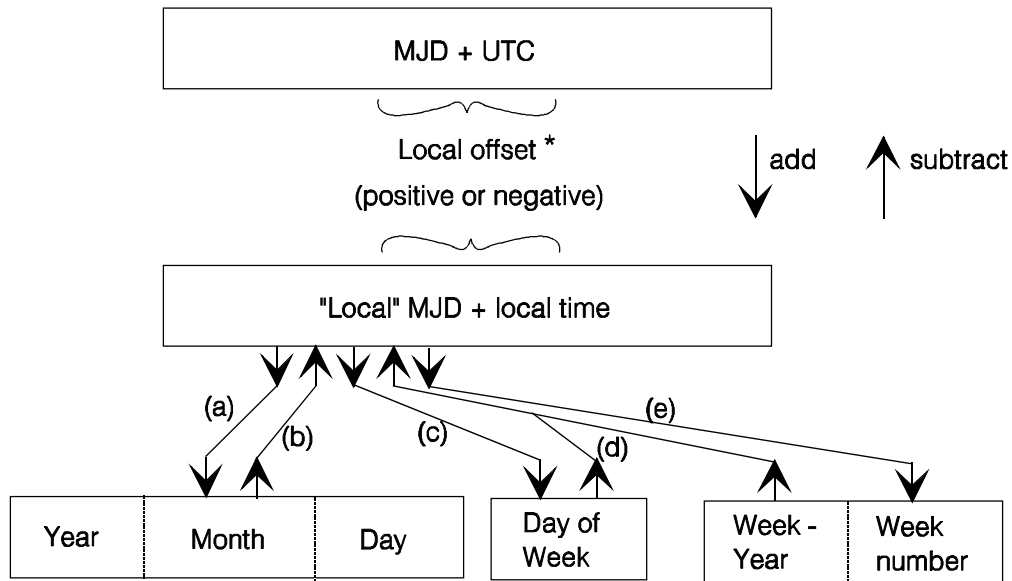 MJD + UTC
Local offset *
(positive or negative)
add
subtract
"Local" MJD + local time
(a)
(b)
(c)
(d)
(e)
Year
Month
Day
Day of
Week
Week -
Year
Week
number